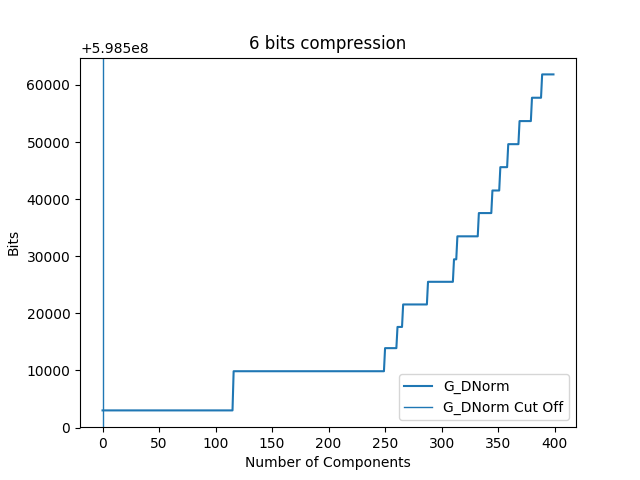 6 bits compression
+5.985e8
60000
50000
40000
30000
20000
10000
0
Bits
0 50 100 150 200 250 300 350 400
Number of Components
G_DNorm
G_DNorm Cut Off